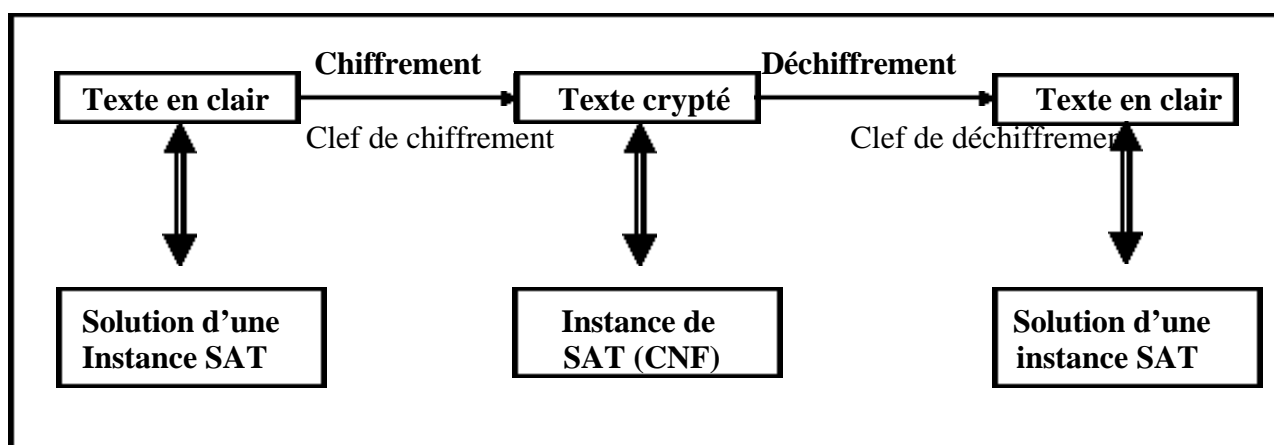 Chiffrement
Déchiffrement
Texte en clair
Texte crypté
Texte en clair
Clef de chiffrement
Clef de déchiffrement
Solution d’une
Instance SAT
Instance de
SAT (CNF)
Solution d’une
instance SAT